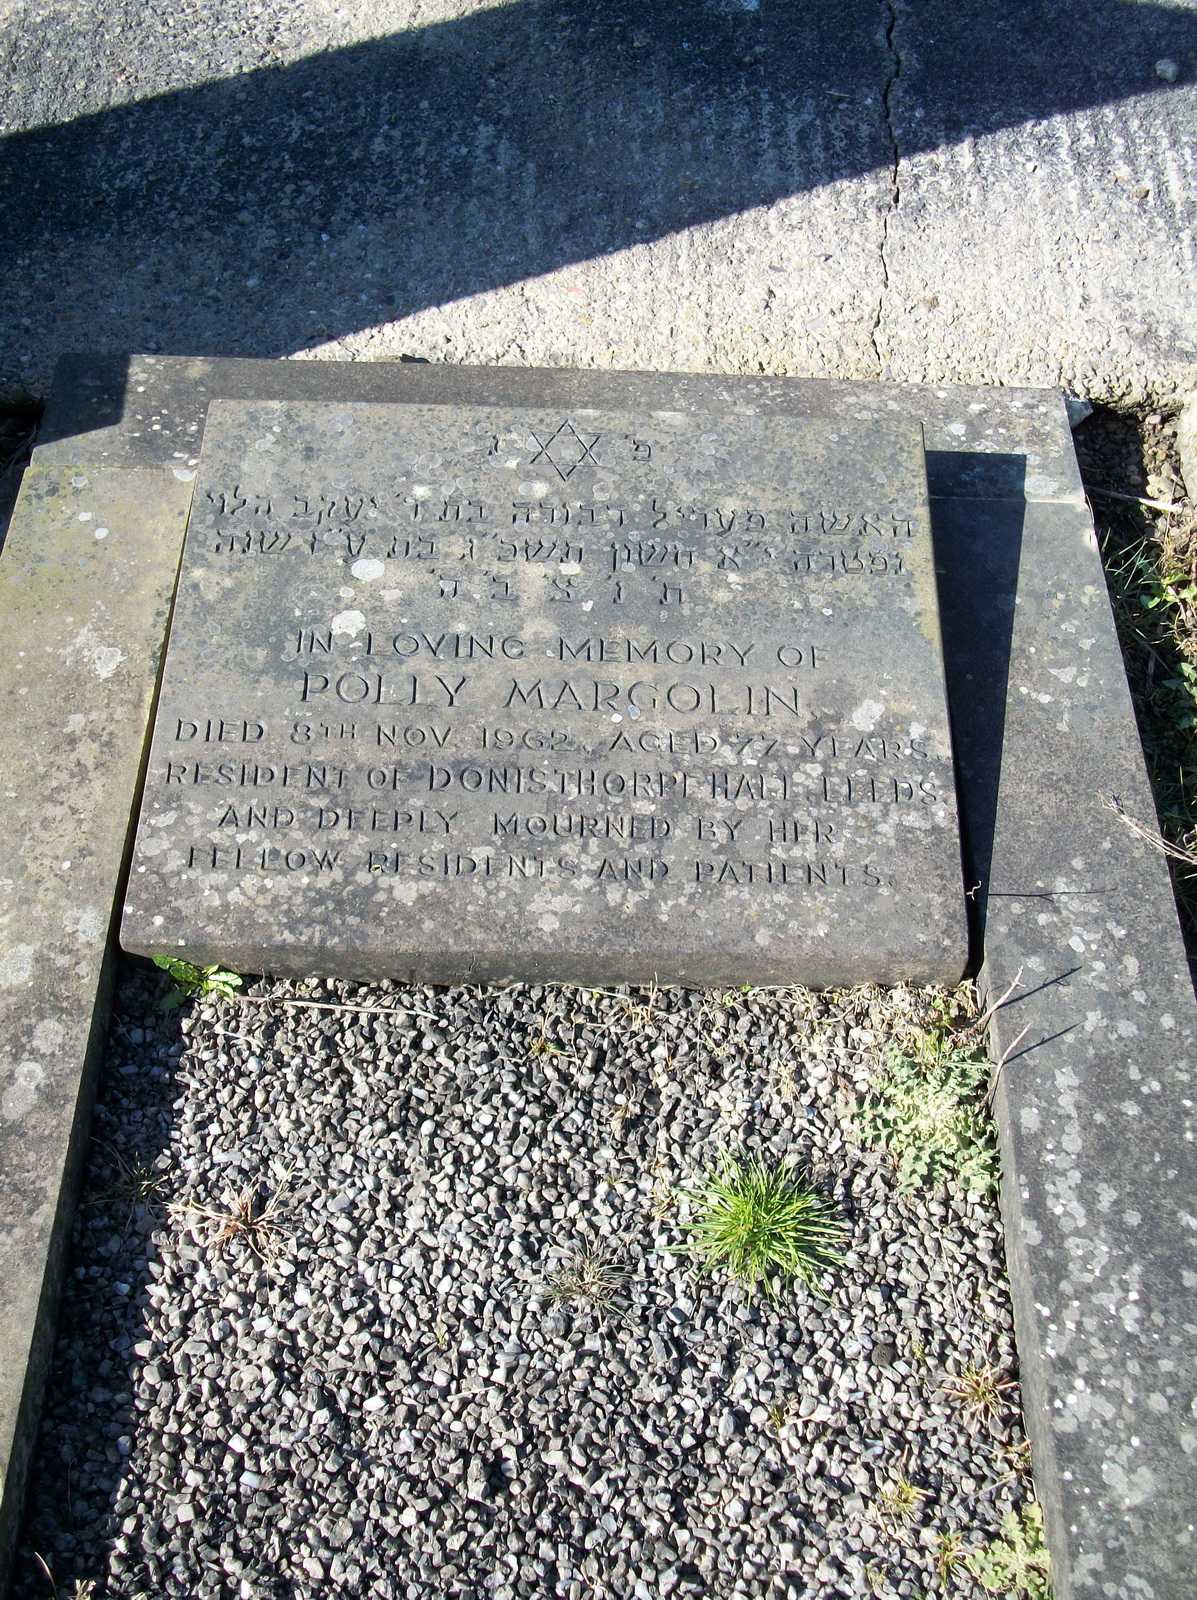 פ' נ'
האשה פעריל דבורה בת ר' יעקב הלוי
נפטרה י"א חשון תשכ"ג בת ע"ז שנה
ת' נ' צ' ב' ה'
IN LOVING MEMORY OF
POLLY MARGOLIN,
DIED 8TH NOV. 1962, AGED 77 YEARS.
RESIDENT OF DONISTHORPE HALL, LEEDS
AND DEEPLY MOURNED BY HER
FELLOW RESIDENTS AND PATIENTS.